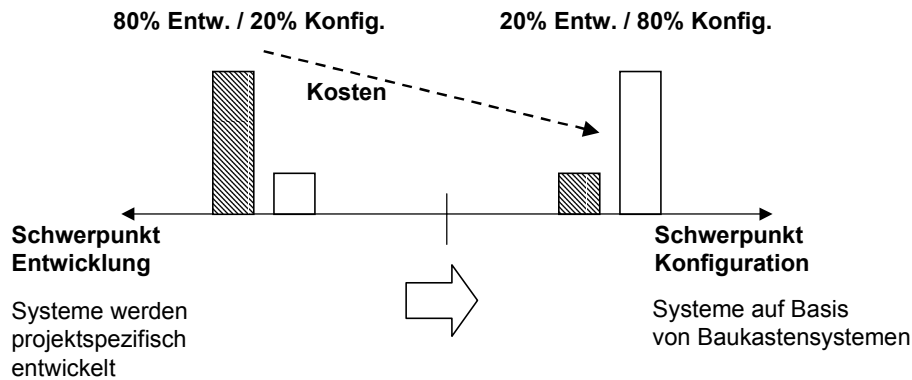 80% Entw. / 20% Konfig.
20% Entw. / 80% Konfig.
Kosten
Schwerpunkt
Entwicklung
Systeme werden
projektspezifisch
entwickelt
Schwerpunkt
Konfiguration
Systeme auf Basis
von Baukastensystemen